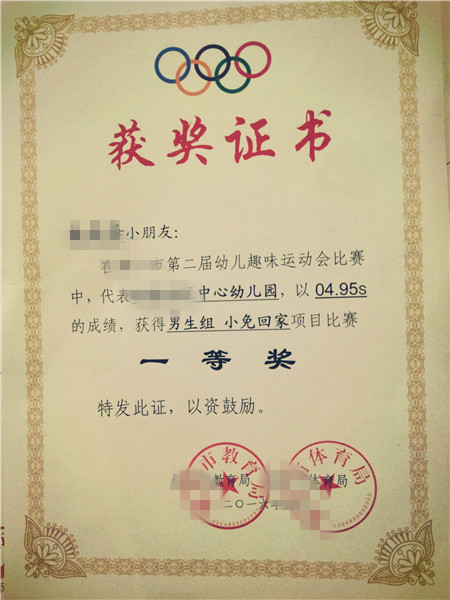 获奖证书
小朋友：
在 市第二届幼儿趣味运动会比赛
中，代表 中心幼儿园，以 04.95s
的成绩，获得男生组 小兔回家项目比赛
一等奖
特发此证，以资鼓励。
市教育局 体育局
教育局 体育局
二〇一六年